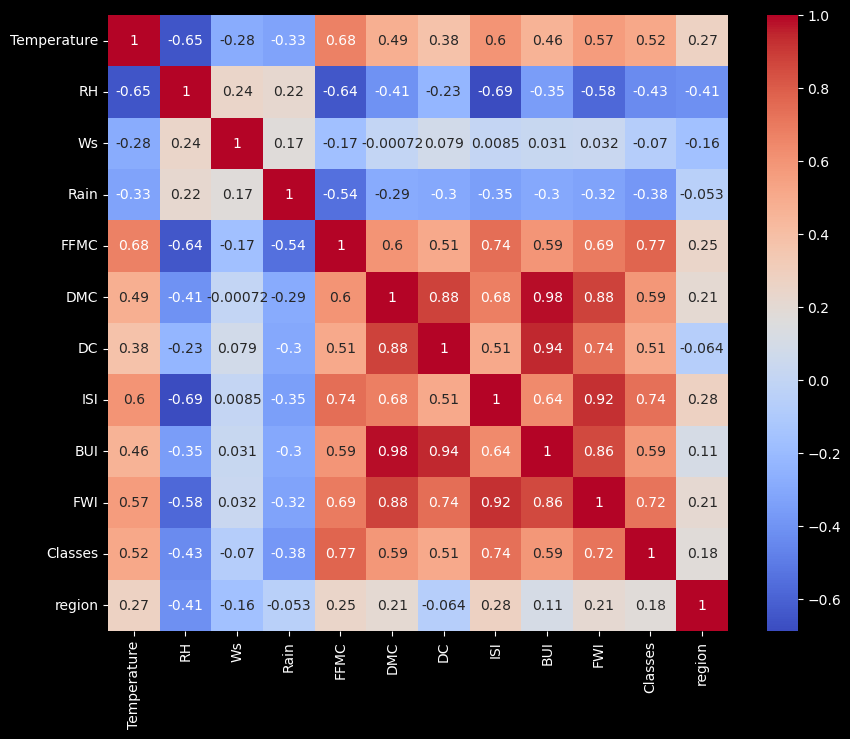 Temperature 1 -0.65 -0.28 -0.33 0.68 0.49 0.38 0.6 0.46 0.57 0.52 0.27
RH -0.65 1 0.24 0.22 -0.64 -0.41 -0.23 -0.69 -0.35 -0.58 -0.43 -0.41
Ws -0.28 0.24 1 0.17 -0.17 -0.00072 0.079 0.0085 0.031 0.032 -0.07 -0.16
Rain -0.33 0.22 0.17 1 -0.54 -0.29 -0.3 -0.35 -0.3 -0.32 -0.38 -0.053
FFMC 0.68 -0.64 -0.17 -0.54 1 0.6 0.51 0.74 0.59 0.69 0.77 0.25
DMC 0.49 -0.41 -0.00072 -0.29 0.6 1 0.88 0.68 0.98 0.88 0.59 0.21
DC 0.38 -0.23 0.079 -0.3 0.51 0.88 1 0.51 0.94 0.74 0.51 -0.064
ISI 0.6 -0.69 0.0085 -0.35 0.74 0.68 0.51 1 0.64 0.92 0.74 0.28
BUI 0.46 -0.35 0.031 -0.3 0.59 0.98 0.94 0.64 1 0.86 0.59 0.11
FWI 0.57 -0.58 0.032 -0.32 0.69 0.88 0.74 0.92 0.86 1 0.72 0.21
Classes 0.52 -0.43 -0.07 -0.38 0.77 0.59 0.51 0.74 0.59 0.72 1 0.18
region 0.27 -0.41 -0.16 -0.053 0.25 0.21 -0.064 0.28 0.11 0.21 0.18 1
Temperature RH Ws Rain FFMC DMC DC ISI BUI FWI Classes region
1.0
0.8
0.6
0.4
0.2
0.0
−0.2
−0.4
−0.6